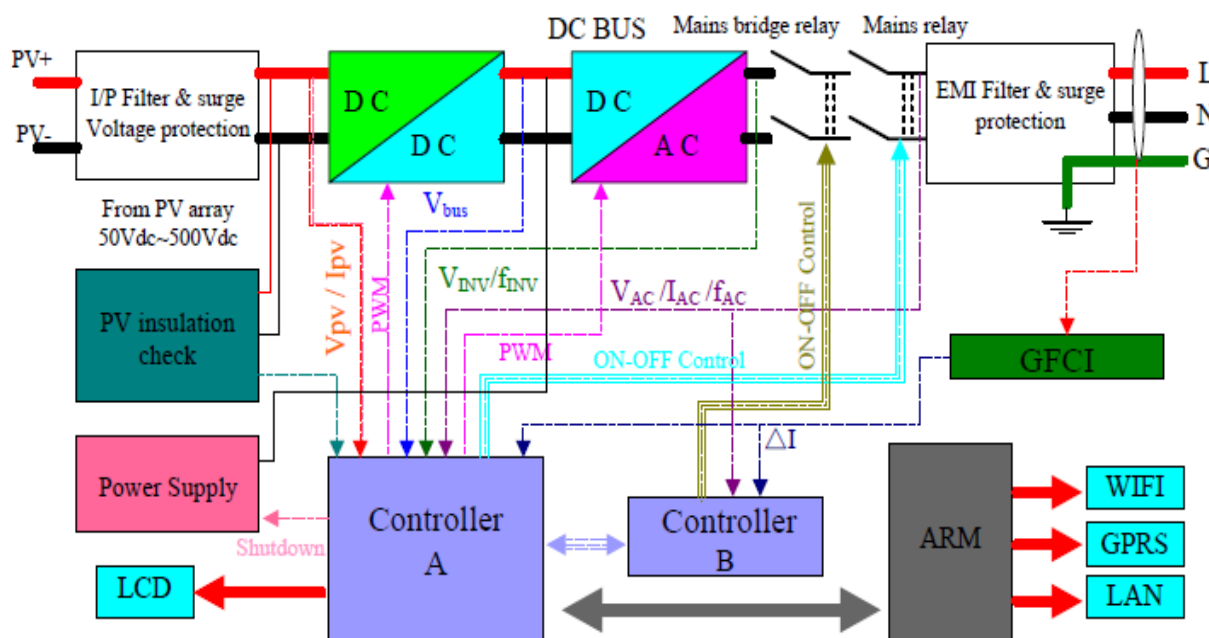 DC BUS
Mains bridge relay
Mains relay
PV+
PV-
I/P Filter & surge
Voltage protection
D C
D C
D C
A C
EMI Filter & surge
protection
L
N
G
From PV array
50Vdc~500Vdc
Vbus
Vpv / Ipv
PWM
VINV/fINV
VAC /IAC /fAC
PWM
ON-OFF Control
ON-OFF Control
PV insulation
check
GFCI
△I
Power Supply
Shutdown
LCD
Controller
A
Controller
B
ARM
WIFI
GPRS
LAN